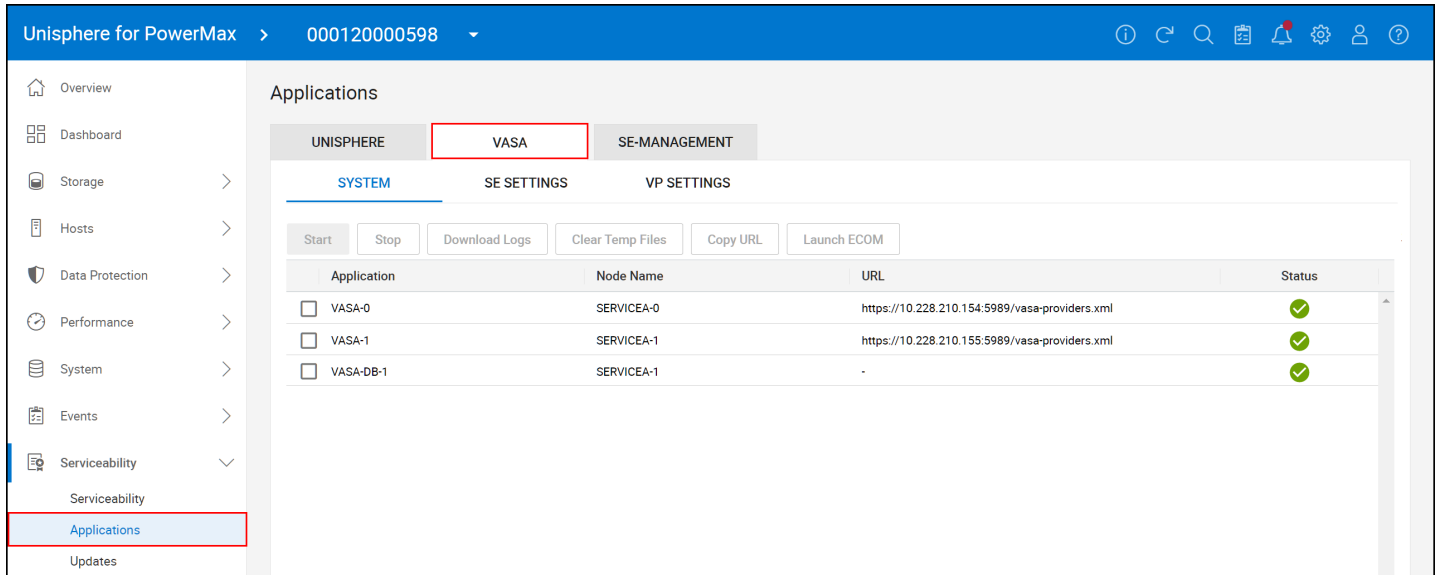 Unisphere for PowerMax > 000120000598
Overview
Dashboard
Storage
Hosts
Data Protection
Performance
System
Events
Serviceability
Serviceability
Applications
Updates
Applications
UNISPHERE VASA SE-MANAGEMENT
SYSTEM SE SETTINGS VP SETTINGS
Start Stop Download Logs Clear Temp Files Copy URL Launch ECOM
Application Node Name URL Status
VASA-0 SERVICEA-0 https://10.228.210.154:5989/vasa-providers.xml
VASA-1 SERVICEA-1 https://10.228.210.155:5989/vasa-providers.xml
VASA-DB-1 SERVICEA-1 -